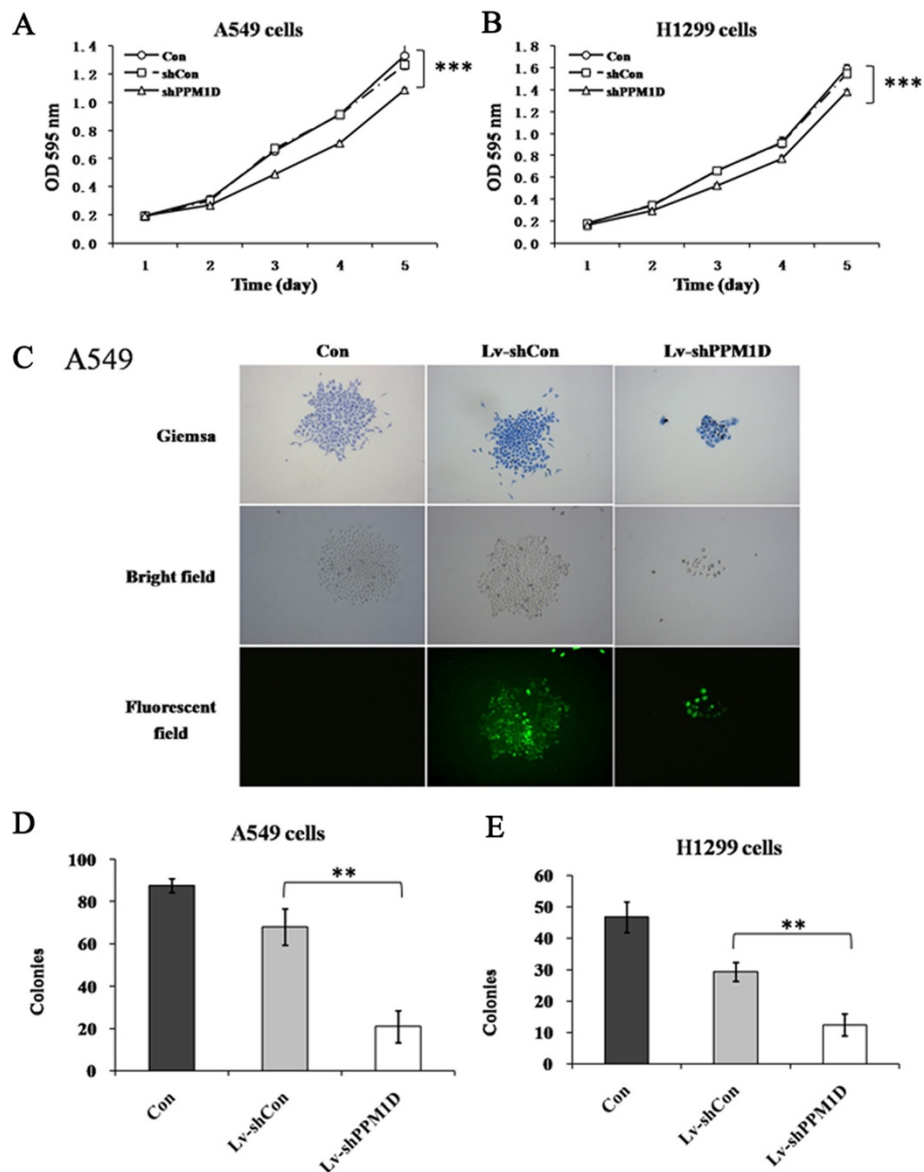 A
A549 cells
1.4
1.2
1.0
0.8
0.6
0.4
0.2
0.0
OD 595 nm
Con
shCon
shPPM1D
***
1 2 3 4 5
Time (day)
B
H1299 cells
1.8
1.6
1.4
1.2
1.0
0.8
0.6
0.4
0.2
0.0
OD 595 nm
Con
shCon
shPPM1D
***
1 2 3 4 5
Time (day)
C A549
Con Lv-shCon Lv-shPPM1D
Giemsa
Bright field
Fluorescent
field
D
A549 cells
100
80
60
40
20
0
Colonies
**
Con Lv-shCon Lv-shPPM1D
E
H1299 cells
60
50
40
30
20
10
0
Colonies
**
Con Lv-shCon Lv-shPPM1D